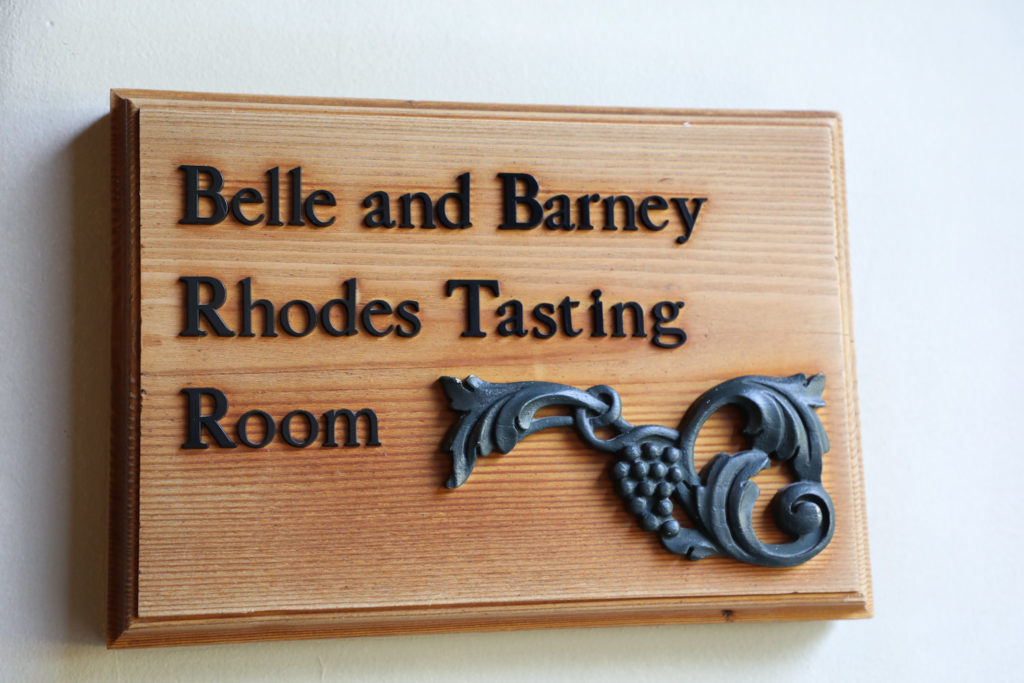 Belle and Barney
Rhodes Tasting
Room